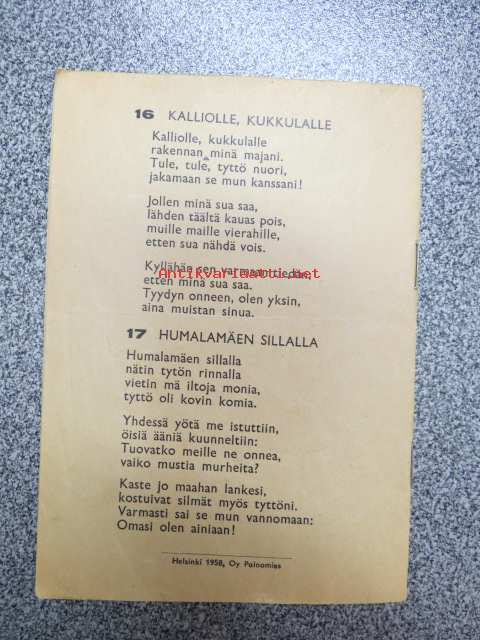 16 KALLIOLLE, KUKKULALLE
Kalliolle, kukkulalle
rakennan minä majani.
Tule, tule, tyttö nuori,
jakamaan se mun kanssani!
Jollen minä sua saa,
lähden täältä kauas pois,
muille maille vierahille,
etten sua nähdä vois.
Kyllähän sen varmaan tiedän,
Antikvariaatti.net
etten minä sua saa.
Tyydyn onneen, olen yksin,
aina muistan sinua.
17 HUMALAMÄEN SILLALLA
Humalamäen sillalla
nätin tytön rinnalla
vietin mä iltoja monia,
tyttö oli kovin komia.
Yhdessä yötä me istuttiin,
öisiä ääniä kuunneltiin:
Tuovatko meille ne onnea,
vaiko mustia murheita?
Kaste jo maahan lankesi,
kostuivat silmät myös tyttöni.
Varmasti sai se mun vannomaan:
Omasi olen ainiaan!
Helsinki 1958, Oy Paloomies